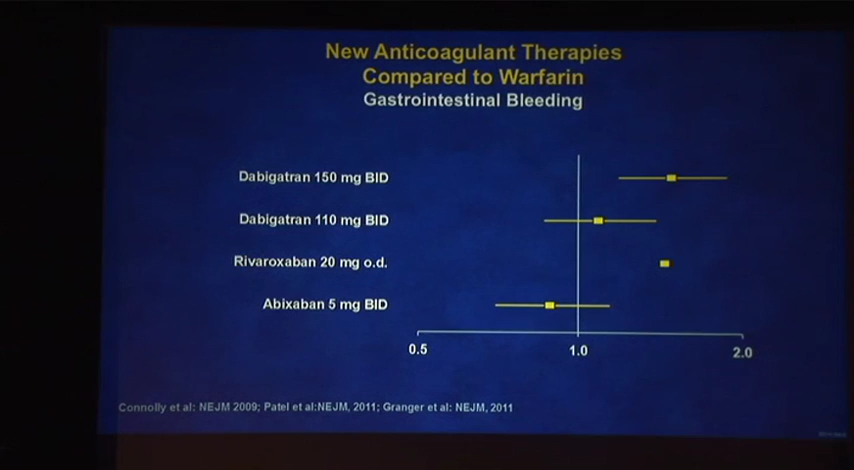 New Anticoagulant Therapies
Compared to Warfarin
Gastrointestinal Bleeding
Dabigatran 150 mg BID
Dabigatran 110 mg BID
Rivaroxaban 20 mg o.d.
Abixaban 5 mg BID
0.5 1.0 2.0
Connolly et al: NEJM 2009; Patel et al:NEJM, 2011; Granger et al: NEJM, 2011